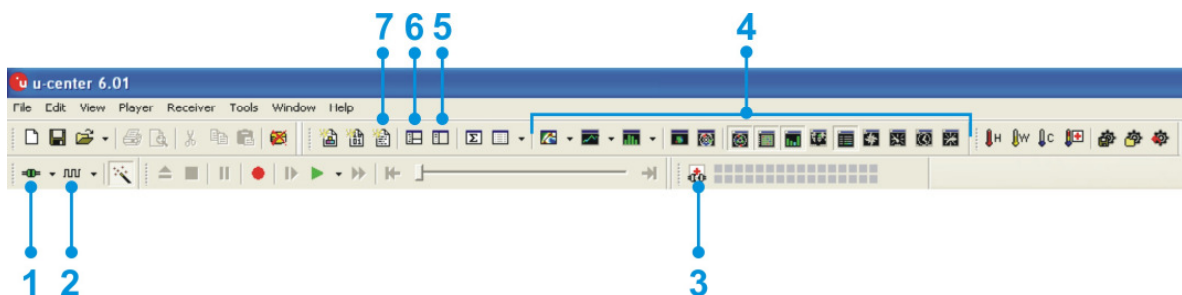 7 6 5 4
u u-center 6.01
File Edit View Player Receiver Tools Window Help
H W C
1 2 3